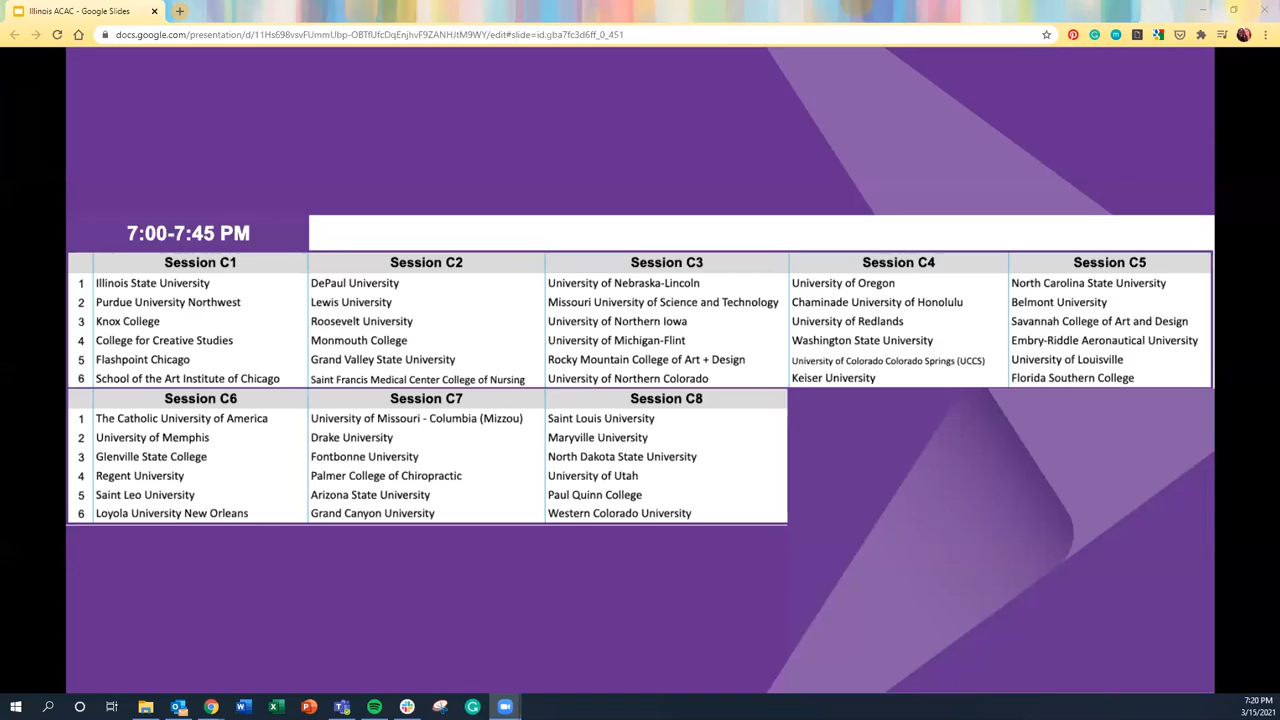 Illinois ACAC - Google Slides
docs.google.com/presentation/d/11Hs698vsvFUmmUbp-OBTfUfcDqEnjhvF9ZANHJtM9WY/edit#slide=id.gba7fc3d6ff_0_451
7:00-7:45 PM
Session C1 Session C2 Session C3 Session C4 Session C5
1 Illinois State University DePaul University University of Nebraska-Lincoln University of Oregon North Carolina State University
2 Purdue University Northwest Lewis University Missouri University of Science and Technology Chaminade University of Honolulu Belmont University
3 Knox College Roosevelt University University of Northern Iowa University of Redlands Savannah College of Art and Design
4 College for Creative Studies Monmouth College University of Michigan-Flint Washington State University Embry-Riddle Aeronautical University
5 Flashpoint Chicago Grand Valley State University Rocky Mountain College of Art + Design University of Colorado Colorado Springs (UCCS) University of Louisville
6 School of the Art Institute of Chicago Saint Francis Medical Center College of Nursing University of Northern Colorado Keiser University Florida Southern College
Session C6 Session C7 Session C8
1 The Catholic University of America University of Missouri - Columbia (Mizzou) Saint Louis University
2 University of Memphis Drake University Maryville University
3 Glenville State College Fontbonne University North Dakota State University
4 Regent University Palmer College of Chiropractic University of Utah
5 Saint Leo University Arizona State University Paul Quinn College
6 Loyola University New Orleans Grand Canyon University Western Colorado University
7:20 PM
3/15/2021